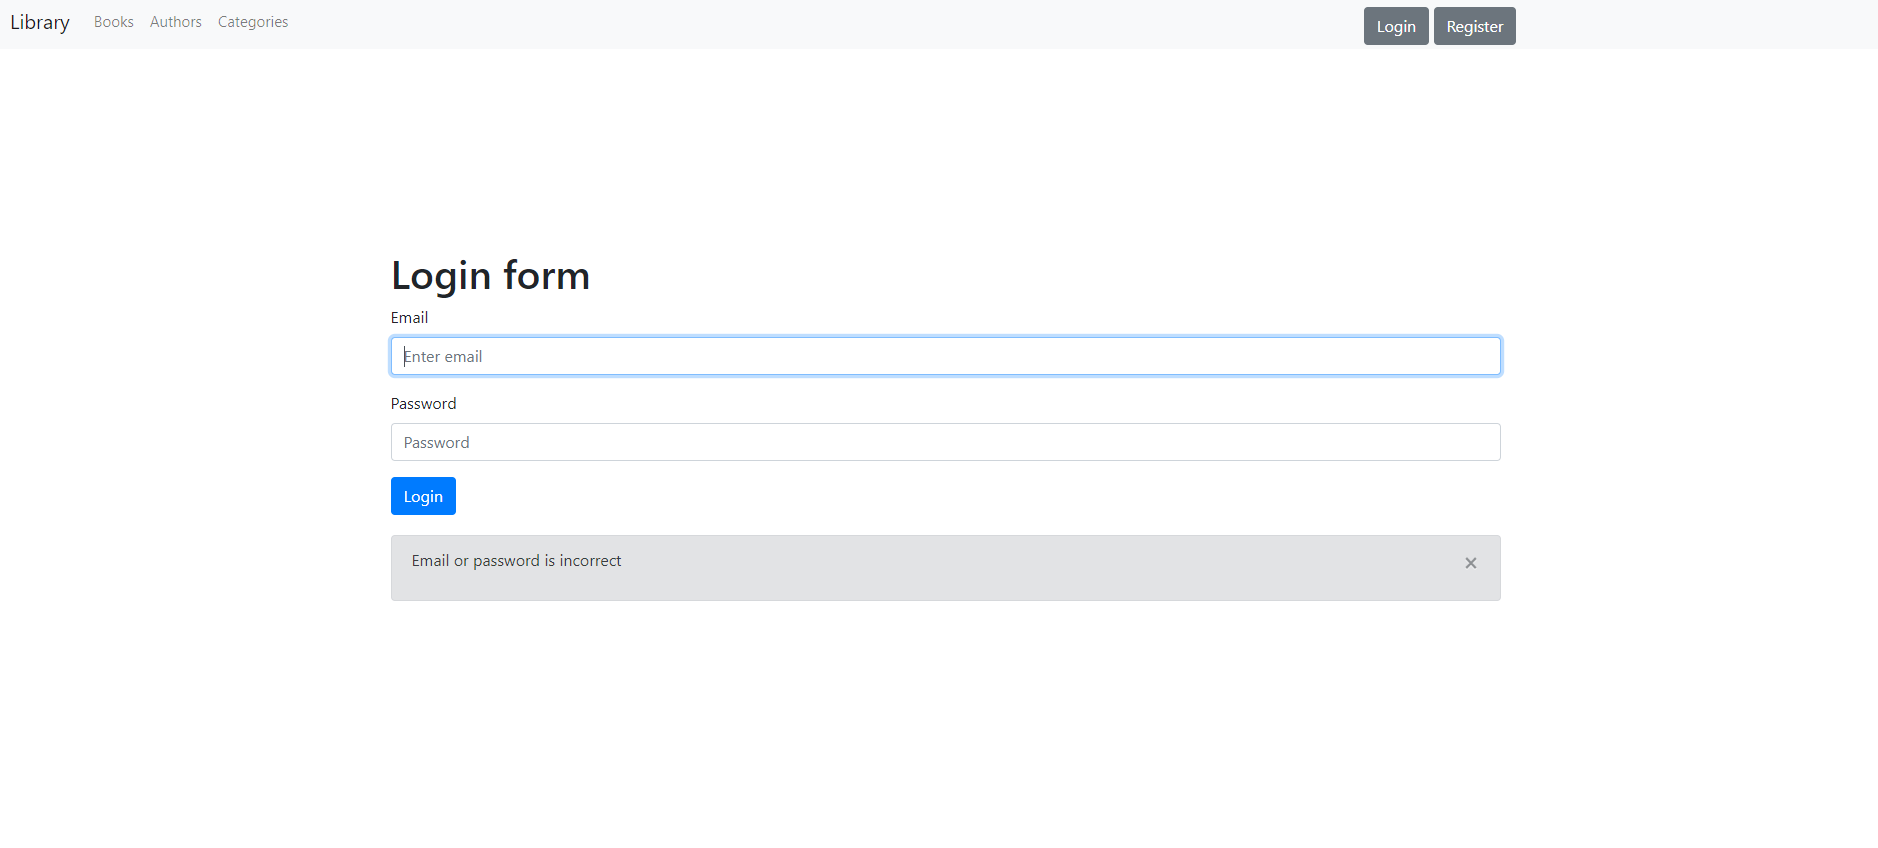 Library Books Authors Categories Login Register
Login form
Email
Enter email
Password
Password
Login
Email or password is incorrect ×